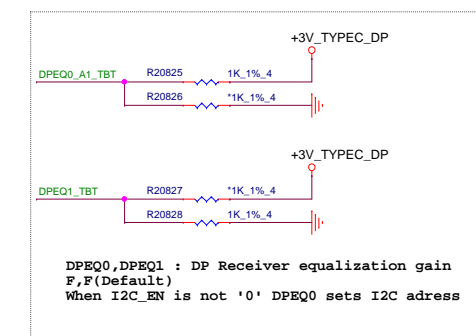 +3V_TYPEC_DP
DPEQ0_A1_TBT R20825 1K_1%_4
R20826 *1K_1%_4
+3V_TYPEC_DP
DPEQ1_TBT R20827 *1K_1%_4
R20828 1K_1%_4
DPEQ0,DPEQ1 : DP Receiver equalization gain
F,F(Default)
When I2C_EN is not '0' DPEQ0 sets I2C adress